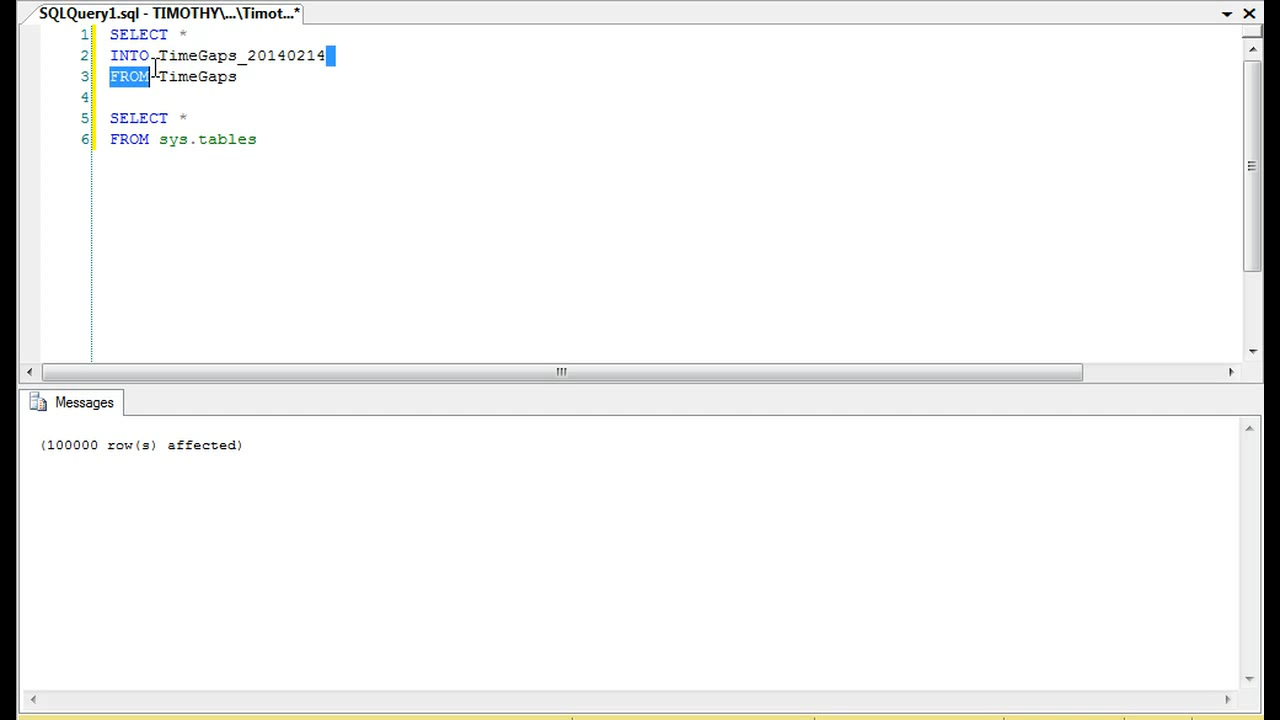 SQLQuery1.sql - TIMOTHY\...\Timot...*
1 SELECT *
2 INTO TimeGaps_20140214
3 FROM TimeGaps
4
5 SELECT *
6 FROM sys.tables
Messages
(100000 row(s) affected)